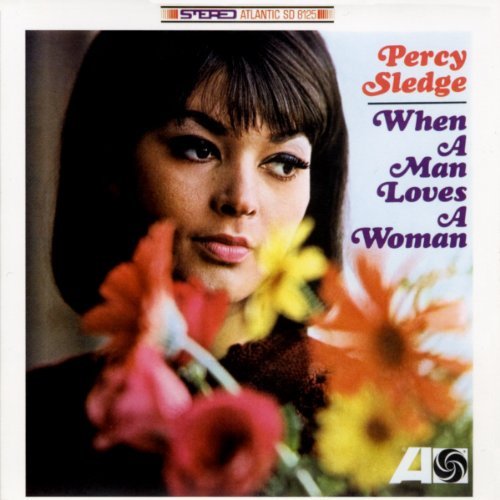 STEREO ATLANTIC SD 8125
Percy
Sledge
When
A
Man
Loves
A
Woman
A